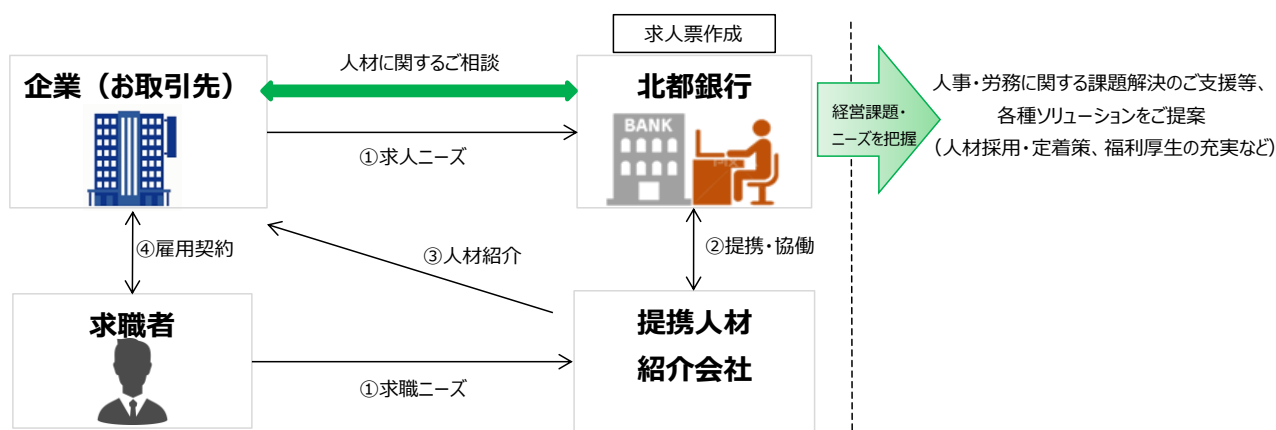 求人票作成
人材に関するご相談
企業（お取引先）
北都銀行
BANK
①求人ニーズ
経営課題・
ニーズを把握
人事・労務に関する課題解決のご支援等、
各種ソリューションをご提案
（人材採用・定着策、福利厚生の充実など）
④雇用契約
③人材紹介
②提携・協働
求職者
提携人材
紹介会社
①求職ニーズ